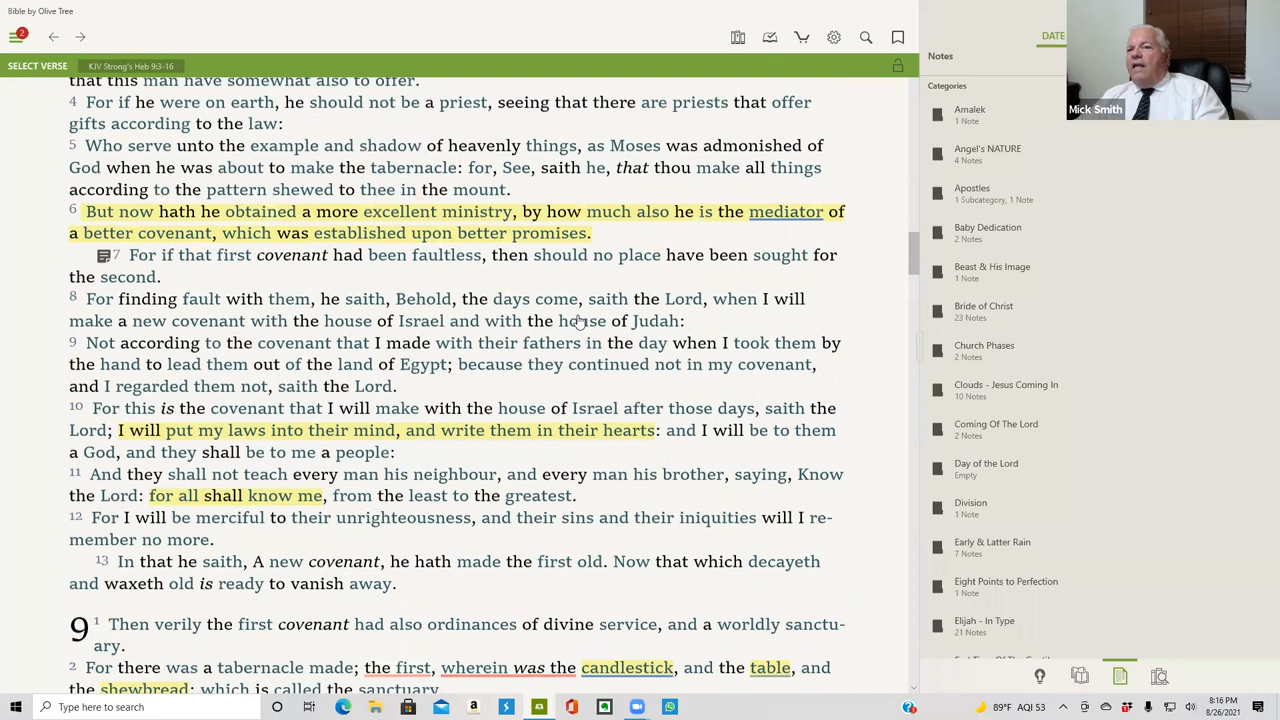 Bible by Olive Tree
2
SELECT VERSE
KJV Strong's Heb 9:3-16
that this man have somewhat also to offer.
4 For if he were on earth, he should not be a priest, seeing that there are priests that offer
gifts according to the law:
5 Who serve unto the example and shadow of heavenly things, as Moses was admonished of
God when he was about to make the tabernacle: for, See, saith he, that thou make all things
according to the pattern shewed to thee in the mount.
6 But now hath he obtained a more excellent ministry, by how much also he is the mediator of
a better covenant, which was established upon better promises.
7 For if that first covenant had been faultless, then should no place have been sought for
the second.
8 For finding fault with them, he saith, Behold, the days come, saith the Lord, when I will
make a new covenant with the house of Israel and with the house of Judah:
9 Not according to the covenant that I made with their fathers in the day when I took them by
the hand to lead them out of the land of Egypt; because they continued not in my covenant,
and I regarded them not, saith the Lord.
10 For this is the covenant that I will make with the house of Israel after those days, saith the
Lord; I will put my laws into their mind, and write them in their hearts: and I will be to them
a God, and they shall be to me a people:
11 And they shall not teach every man his neighbour, and every man his brother, saying, Know
the Lord: for all shall know me, from the least to the greatest.
12 For I will be merciful to their unrighteousness, and their sins and their iniquities will I re-
member no more.
13 In that he saith, A new covenant, he hath made the first old. Now that which decayeth
and waxeth old is ready to vanish away.
9 1 Then verily the first covenant had also ordinances of divine service, and a worldly sanctu-
ary.
2 For there was a tabernacle made; the first, wherein was the candlestick, and the table, and
the shewbread; which is called the sanctuary.
DATE
Notes
Mick Smith
Categories
Amalek
1 Note
Angel's NATURE
4 Notes
Apostles
1 Subcategory, 1 Note
Baby Dedication
2 Notes
Beast & His Image
1 Note
Bride of Christ
23 Notes
Church Phases
2 Notes
Clouds - Jesus Coming In
10 Notes
Coming Of The Lord
2 Notes
Day of the Lord
Empty
Division
1 Note
Early & Latter Rain
7 Notes
Eight Points to Perfection
1 Note
Elijah - In Type
21 Notes
Type here to search
89°F AQI 53
8:16 PM
8/26/2021